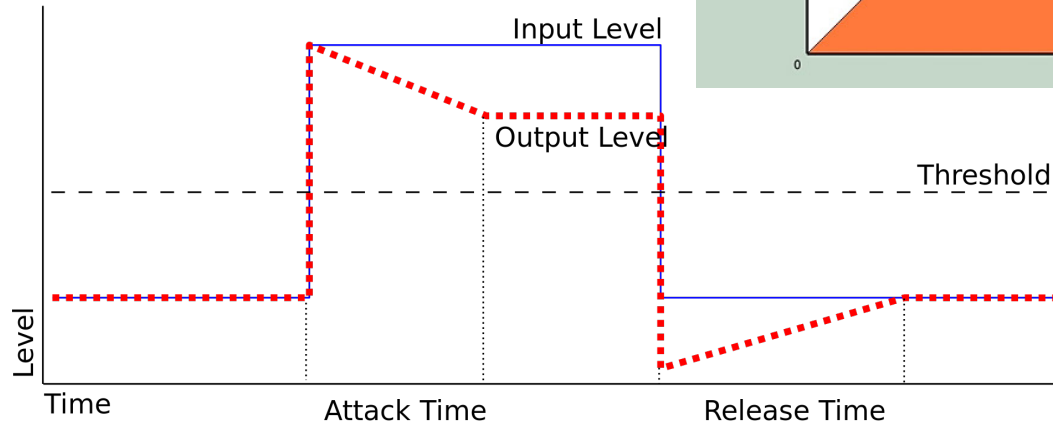 Input Level
0
Output Level
Threshold
Level
Time
Attack Time
Release Time